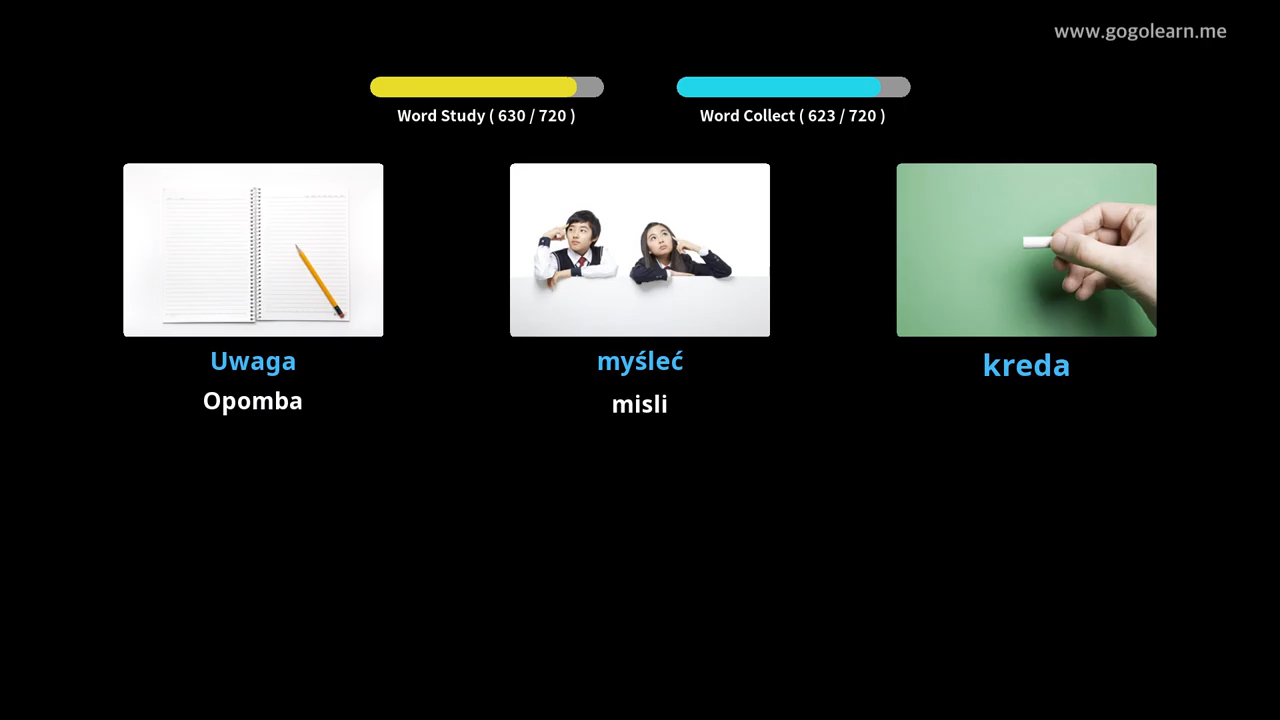 www.gogolearn.me
Word Study ( 630 / 720 )
Word Collect ( 623 / 720 )
Uwaga
Opomba
myśleć
misli
kreda